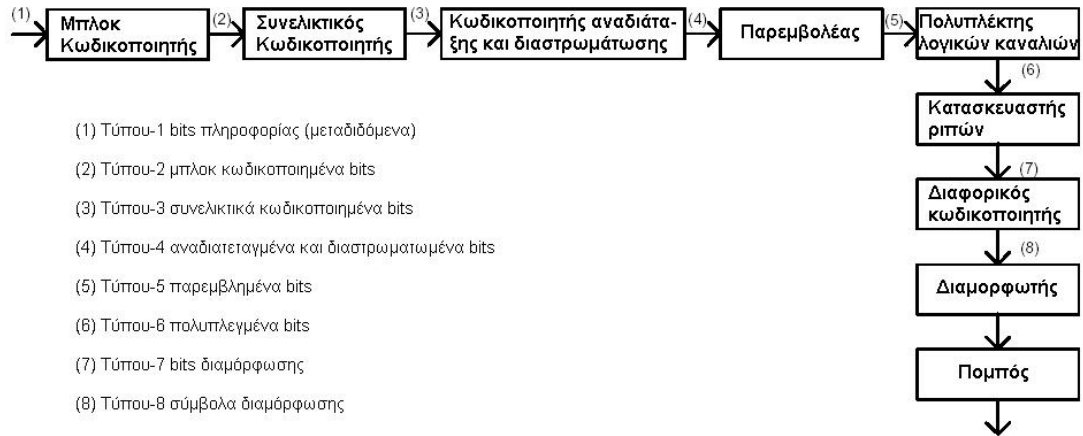 (1)
Μπλοκ
Κωδικοποιητής
(2)
Συνελικτικός
Κωδικοποιητής
(3)
Κωδικοποιητής αναδιάτα-
ξης και διαστρωμάτωσης
(4)
Παρεμβολέας
(5)
Πολυπλέκτης
λογικών καναλιών
(6)
Κατασκευαστής
ριπών
(7)
Διαφορικός
κωδικοποιητής
(8)
Διαμορφωτής
Πομπός
(1) Τύπου-1 bits πληροφορίας (μεταδιδόμενα)
(2) Τύπου-2 μπλοκ κωδικοποιημένα bits
(3) Τύπου-3 συνελικτικά κωδικοποιημένα bits
(4) Τύπου-4 αναδιατεταγμένα και διαστρωματωμένα bits
(5) Τύπου-5 παρεμβλημένα bits
(6) Τύπου-6 πολυπλεγμένα bits
(7) Τύπου-7 bits διαμόρφωσης
(8) Τύπου-8 σύμβολα διαμόρφωσης